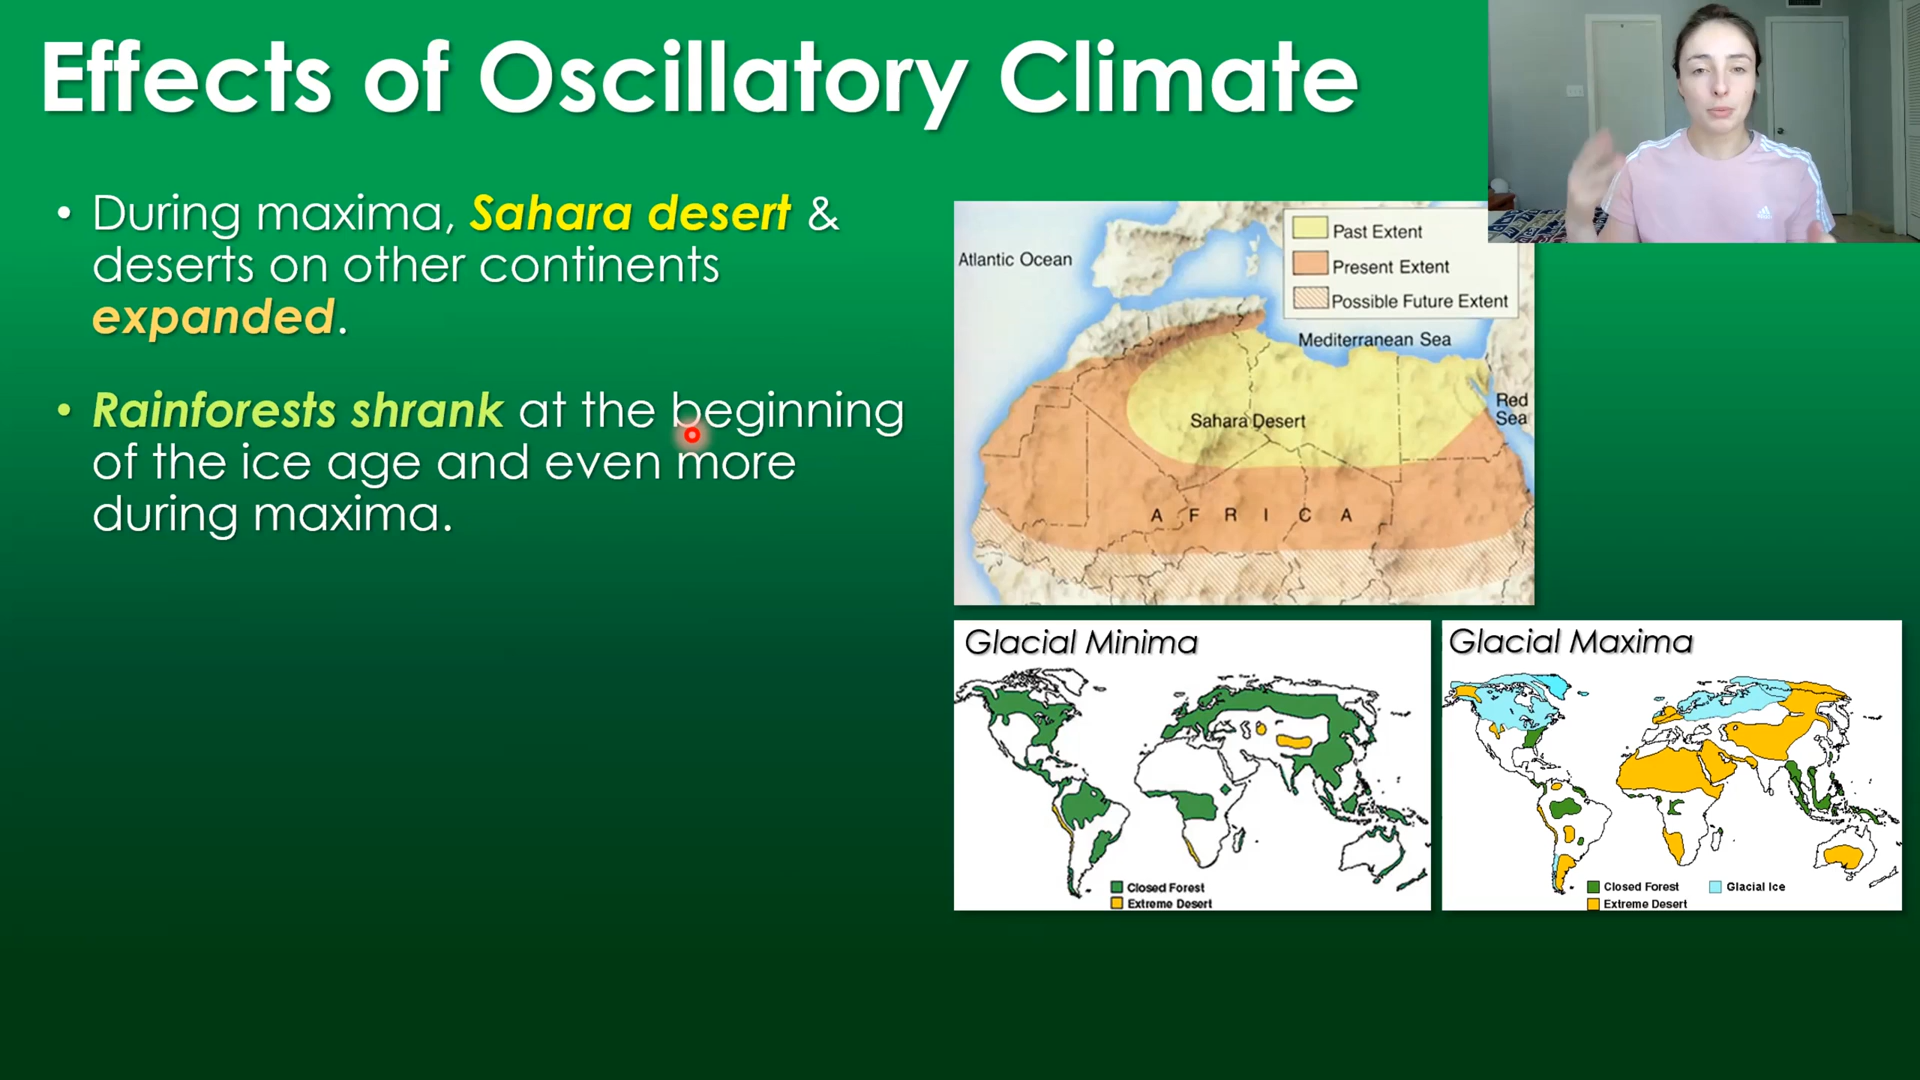 Effects of Oscillatory Climate
• During maxima, Sahara desert &
deserts on other continents
expanded.
• Rainforests shrank at the beginning
of the ice age and even more
during maxima.
Past Extent
Present Extent
Possible Future Extent
Atlantic Ocean
Mediterranean Sea
Red
Sea
Sahara Desert
AFRICA
Glacial Minima
Closed Forest
Extreme Desert
Glacial Maxima
Closed Forest
Glacial Ice
Extreme Desert